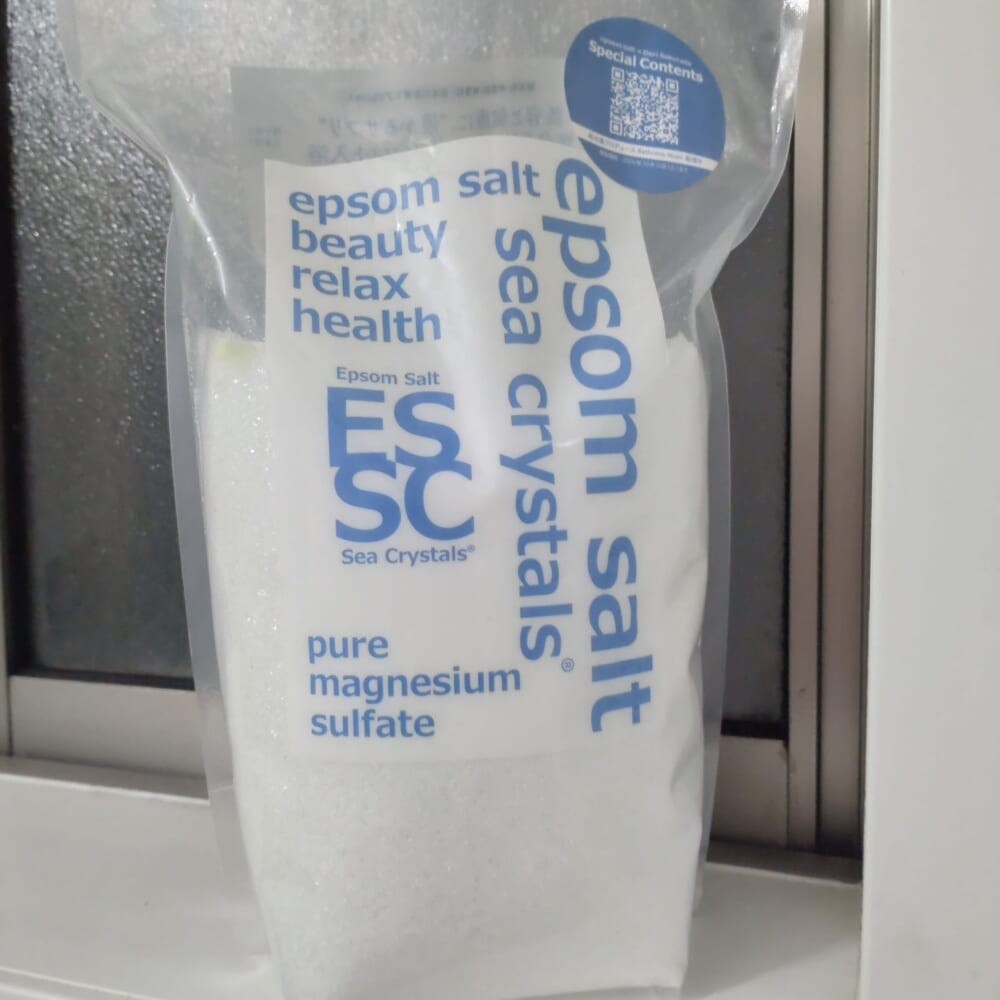 Special Contents
epsom salt
beauty
relax
health
Epsom Salt
ES
SC
Sea Crystals®
pure
magnesium
sulfate
sea crystals®
epsom salt